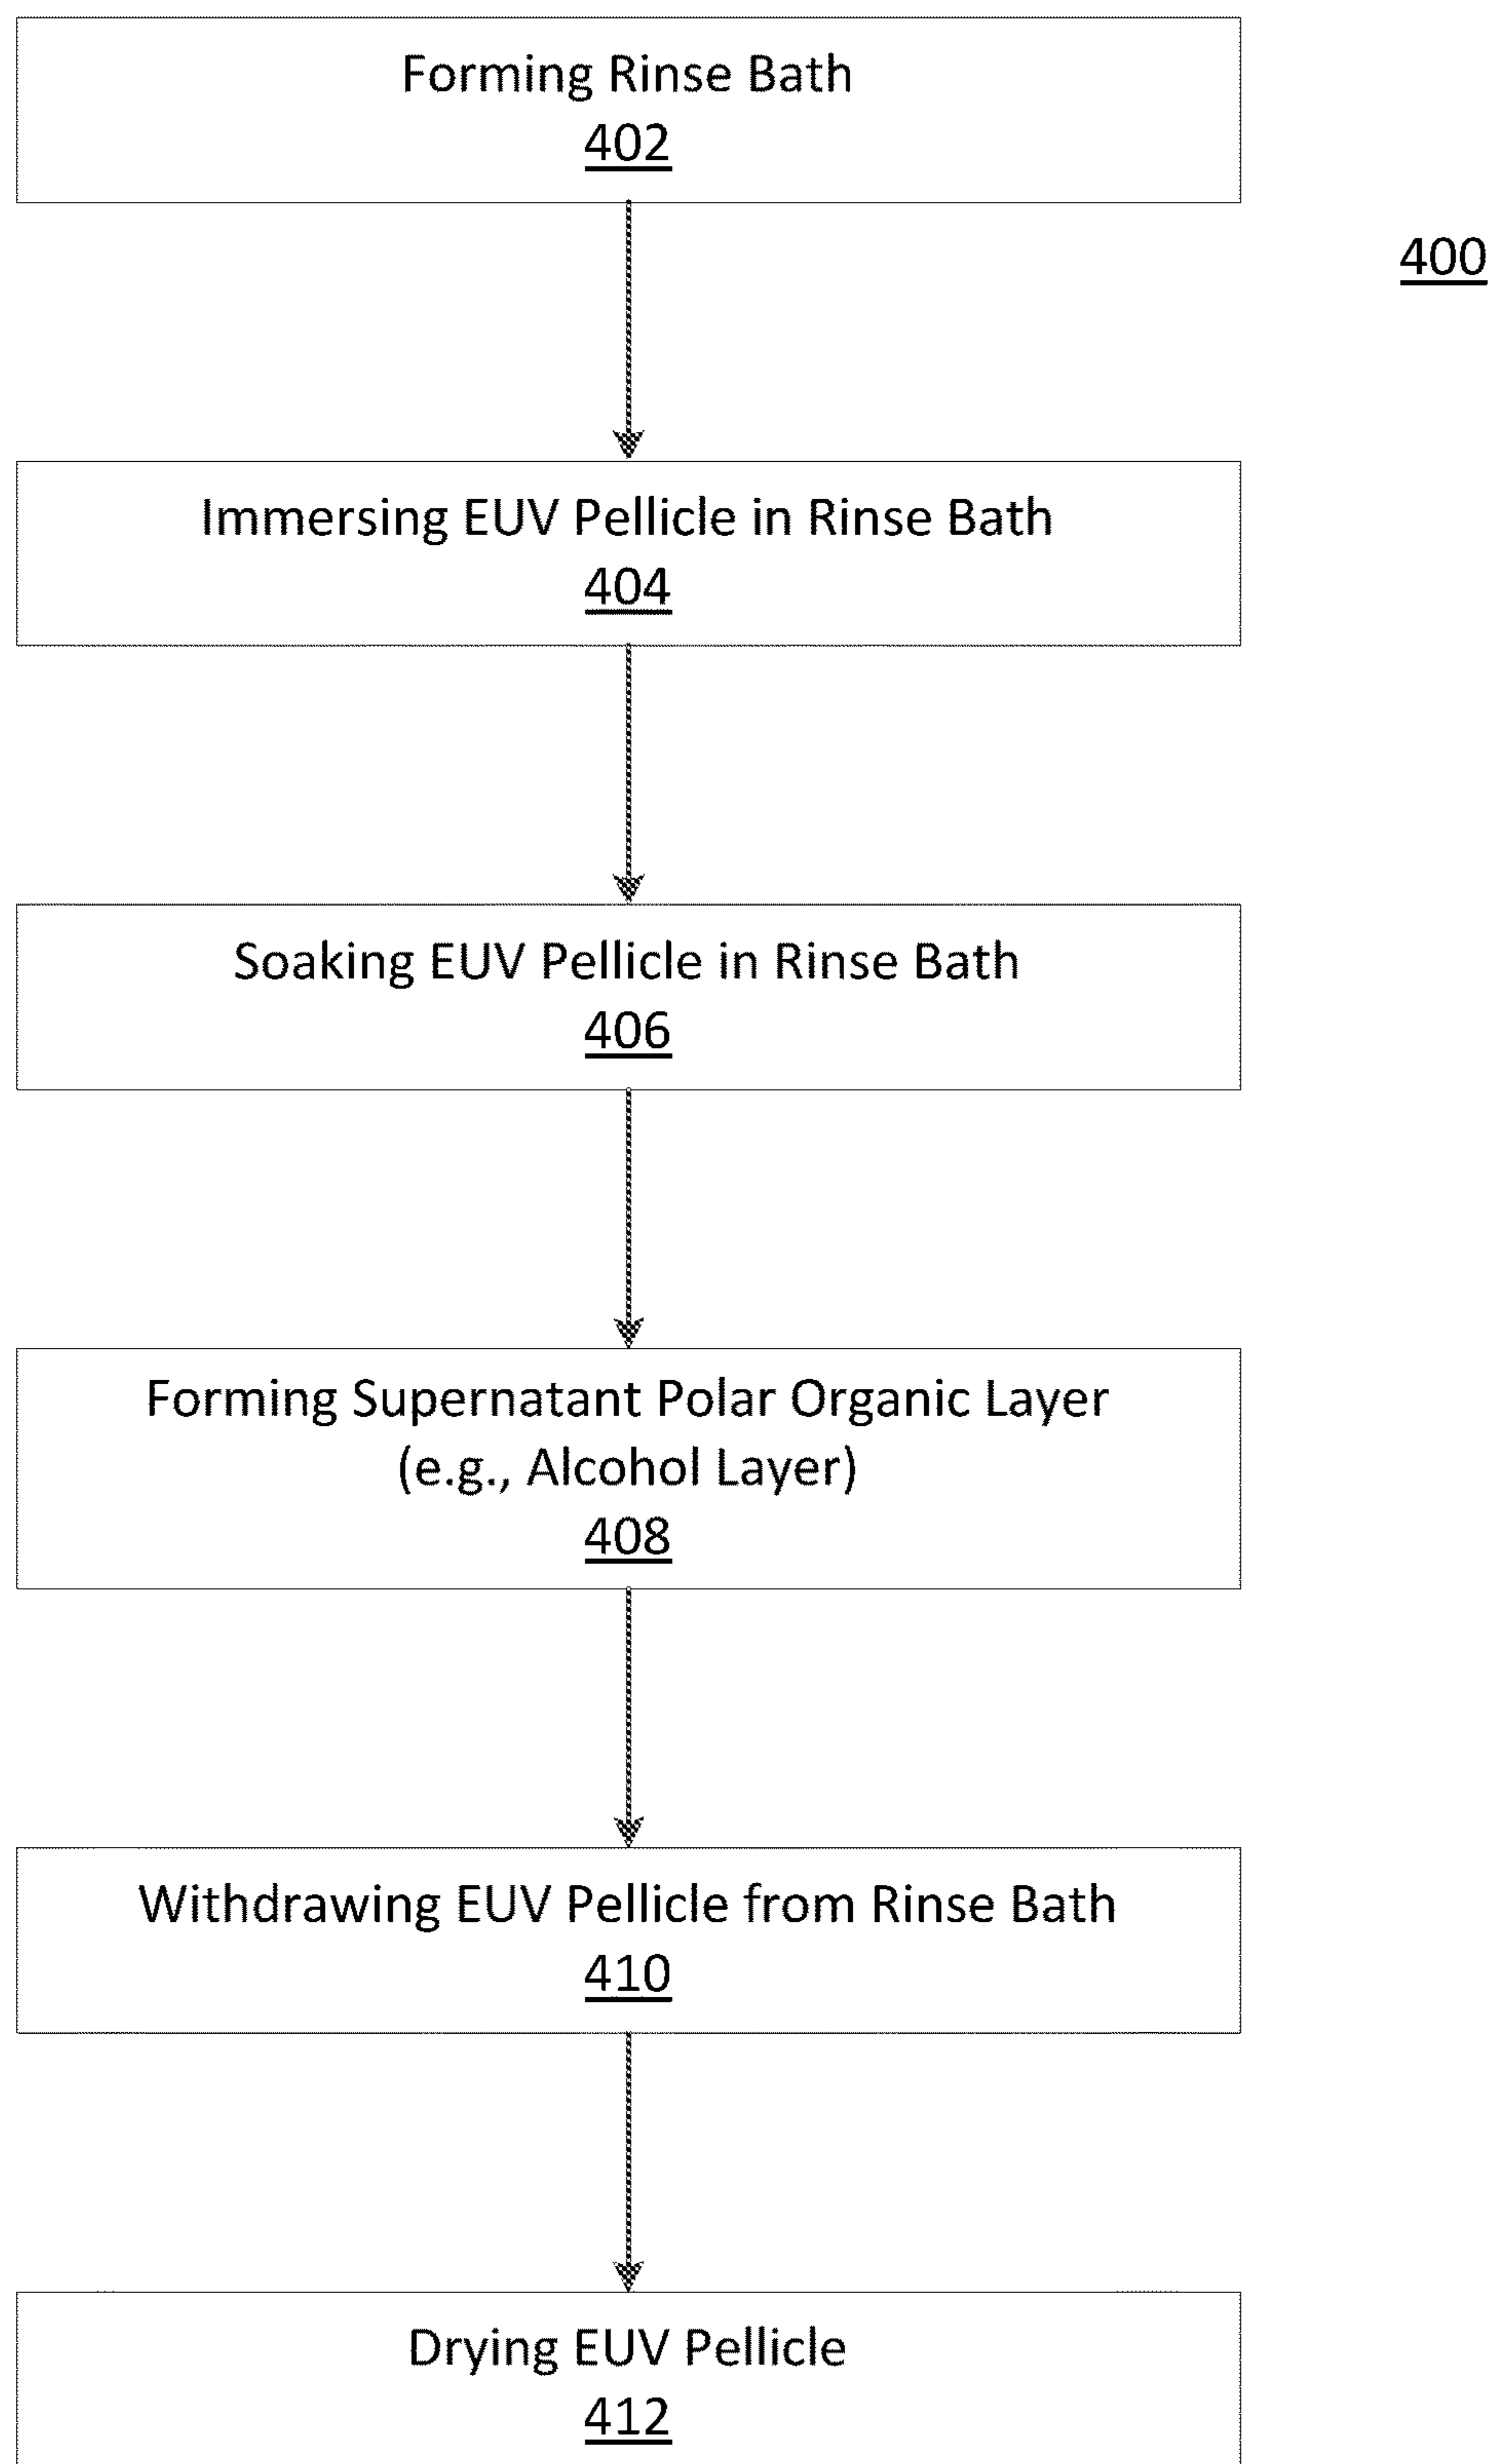 Forming Rinse Bath
402
400
Immersing EUV Pellicle in Rinse Bath
404
Soaking EUV Pellicle in Rinse Bath
406
Forming Supernatant Polar Organic Layer
(e.g., Alcohol Layer)
408
Withdrawing EUV Pellicle from Rinse Bath
410
Drying EUV Pellicle
412